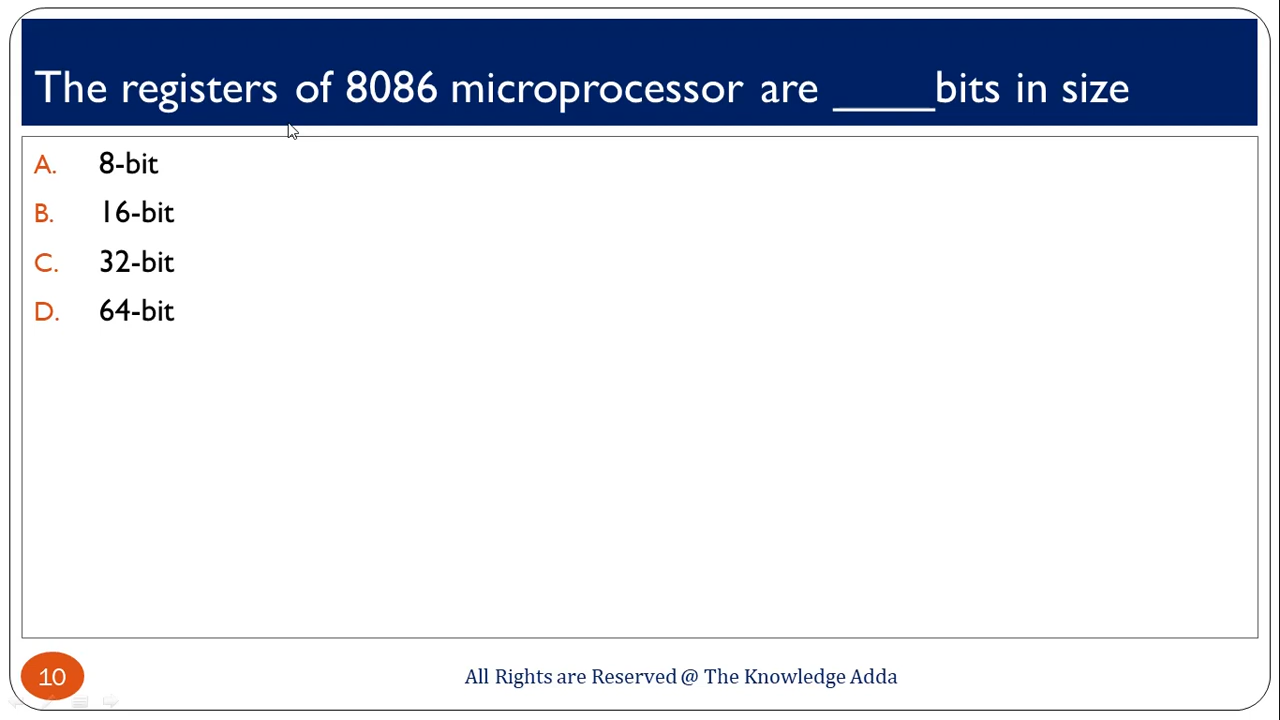 The registers of 8086 microprocessor are ____bits in size
A. 8-bit
B. 16-bit
C. 32-bit
D. 64-bit
10
All Rights are Reserved @ The Knowledge Adda